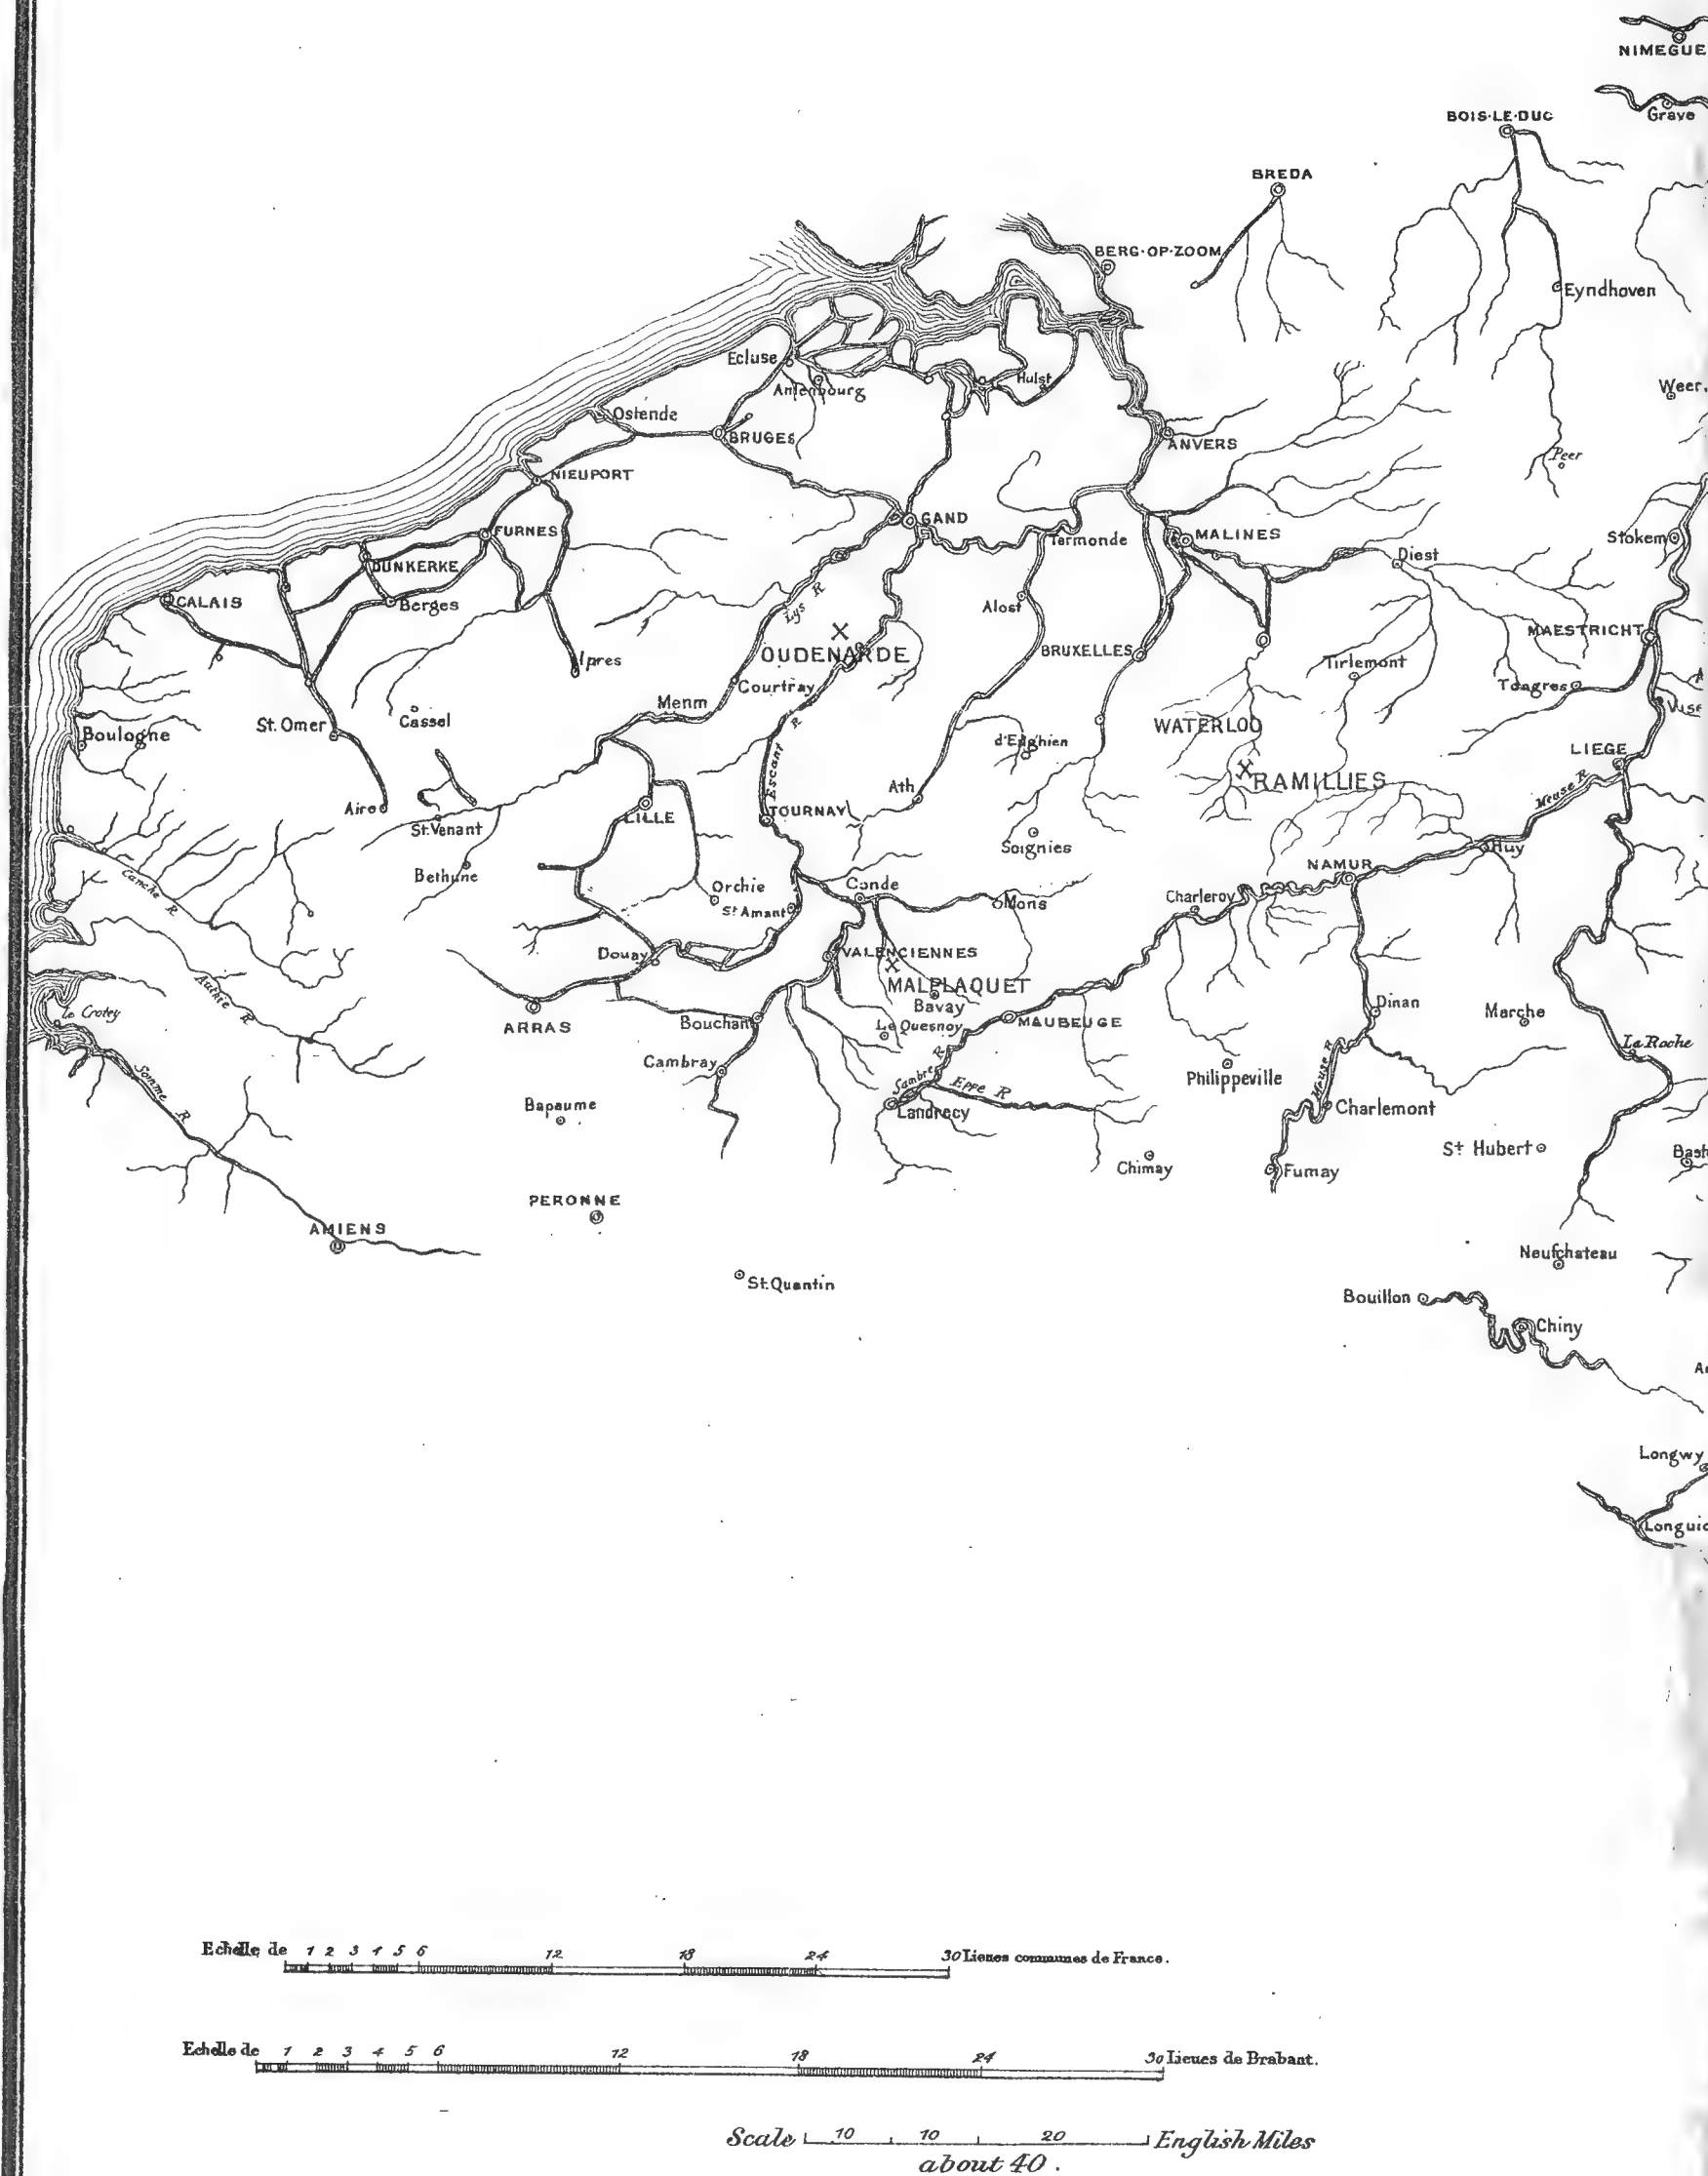 NIMEGUE
BOIS·LE·DUC
Grave
BREDA
BERG·OP·ZOOM
Eyndhoven
Ecluse
Hulst
Ostende
BRUGES
ANVERS
NIEUPORT
Peer
GAND
FURNES
Termonde
MALINES
Stokem
Diest
DUNKERKE
CALAIS
Berges
Lys R
Alost
MAESTRICHT
OUDENARDE
BRUXELLES
Ipres
Tirlemont
Courtray
Tongres
Menm
Cassel
St. Omer
WATERLOO
Boulogne
d'Enghien
LIEGE
Escant R
RAMILLIES
Ath
Meuse R
Aire
TOURNAY
LILLE
St. Venant
Soignies
Huy
NAMUR
Bethune
Canche R
Orchie
Conde
Charleroy
Mons
St Amant
VALENCIENNES
Douay
MALPLAQUET
Authie R
Bavay
Dinan
le Crotey
Marche
ARRAS
Bouchan
Le Quesnoy
MAUBEUGE
La Roche
Cambray
Sambre R
Philippeville
Somme R
Eppe R
Meuse R
Bapaume
Landrecy
Charlemont
St Hubert
Chimay
Fumay
PERONNE
AMIENS
Neufchateau
St. Quentin
Bouillon
Chiny
Longwy
Echelle de 1 2 3 4 5 6 12 18 24 30 Lieues communes de France.
Echelle de 1 2 3 4 5 6 12 18 24 30 Lieues de Brabant.
Scale 10 10 20 English Miles
about 40.